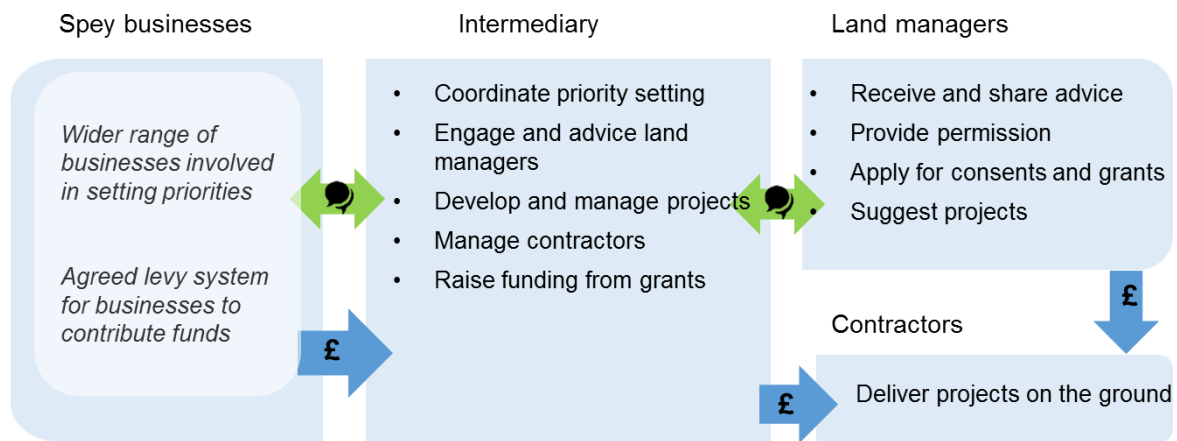 Spey businesses
Wider range of
businesses involved
in setting priorities
Agreed levy system
for businesses to
contribute funds
£
Intermediary
• Coordinate priority setting
• Engage and advice land
managers
• Develop and manage projects
• Manage contractors
• Raise funding from grants
£
Land managers
• Receive and share advice
• Provide permission
• Apply for consents and grants
• Suggest projects
£
Contractors
Deliver projects on the ground